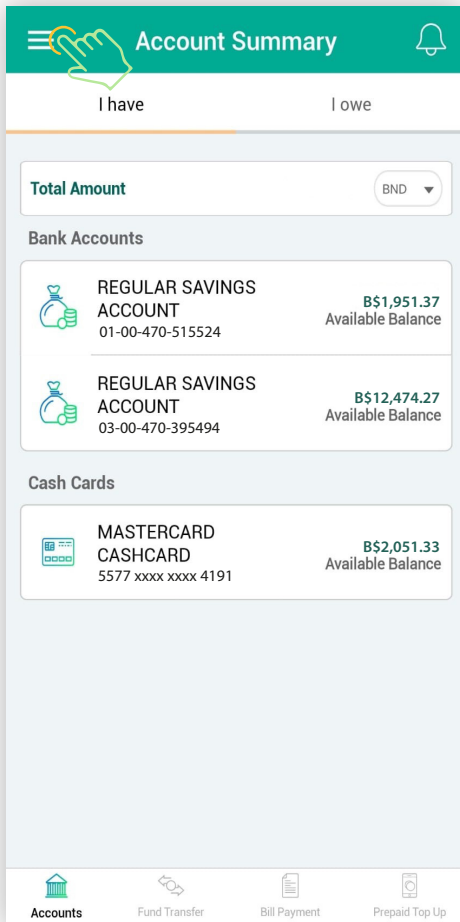 Account Summary
I have
I owe
Total Amount
BND
Bank Accounts
REGULAR SAVINGS
ACCOUNT
01-00-470-515524
B$1,951.37
Available Balance
REGULAR SAVINGS
ACCOUNT
03-00-470-395494
B$12,474.27
Available Balance
Cash Cards
MASTERCARD
CASHCARD
5577 xxxx xxxx 4191
B$2,051.33
Available Balance
Accounts
Fund Transfer
Bill Payment
Prepaid Top Up